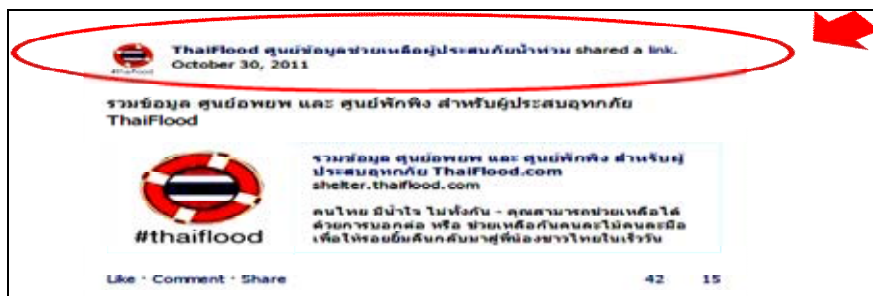 ThaiFlood ศูนย์ข้อมูลช่วยเหลือผู้ประสบภัยน้ำท่วม shared a link.
October 30, 2011
#thaiflood
รวมข้อมูล ศูนย์อพยพ และ ศูนย์พักพิง สำหรับผู้ประสบอุทกภัย
ThaiFlood
รวมข้อมูล ศูนย์อพยพ และ ศูนย์พักพิง สำหรับผู้
ประสบอุทกภัย ThaiFlood.com
shelter.thaiflood.com
คนไทย มีน้ำใจ ไม่ทิ้งกัน - คุณสามารถช่วยเหลือได้
ด้วยการบอกต่อ หรือ ช่วยเหลือกันคนละไม้คนละมือ
เพื่อให้รอยยิ้มคืนกลับมาสู่พี่น้องชาวไทยในเร็ววัน
#thaiflood
Like · Comment · Share 42 15